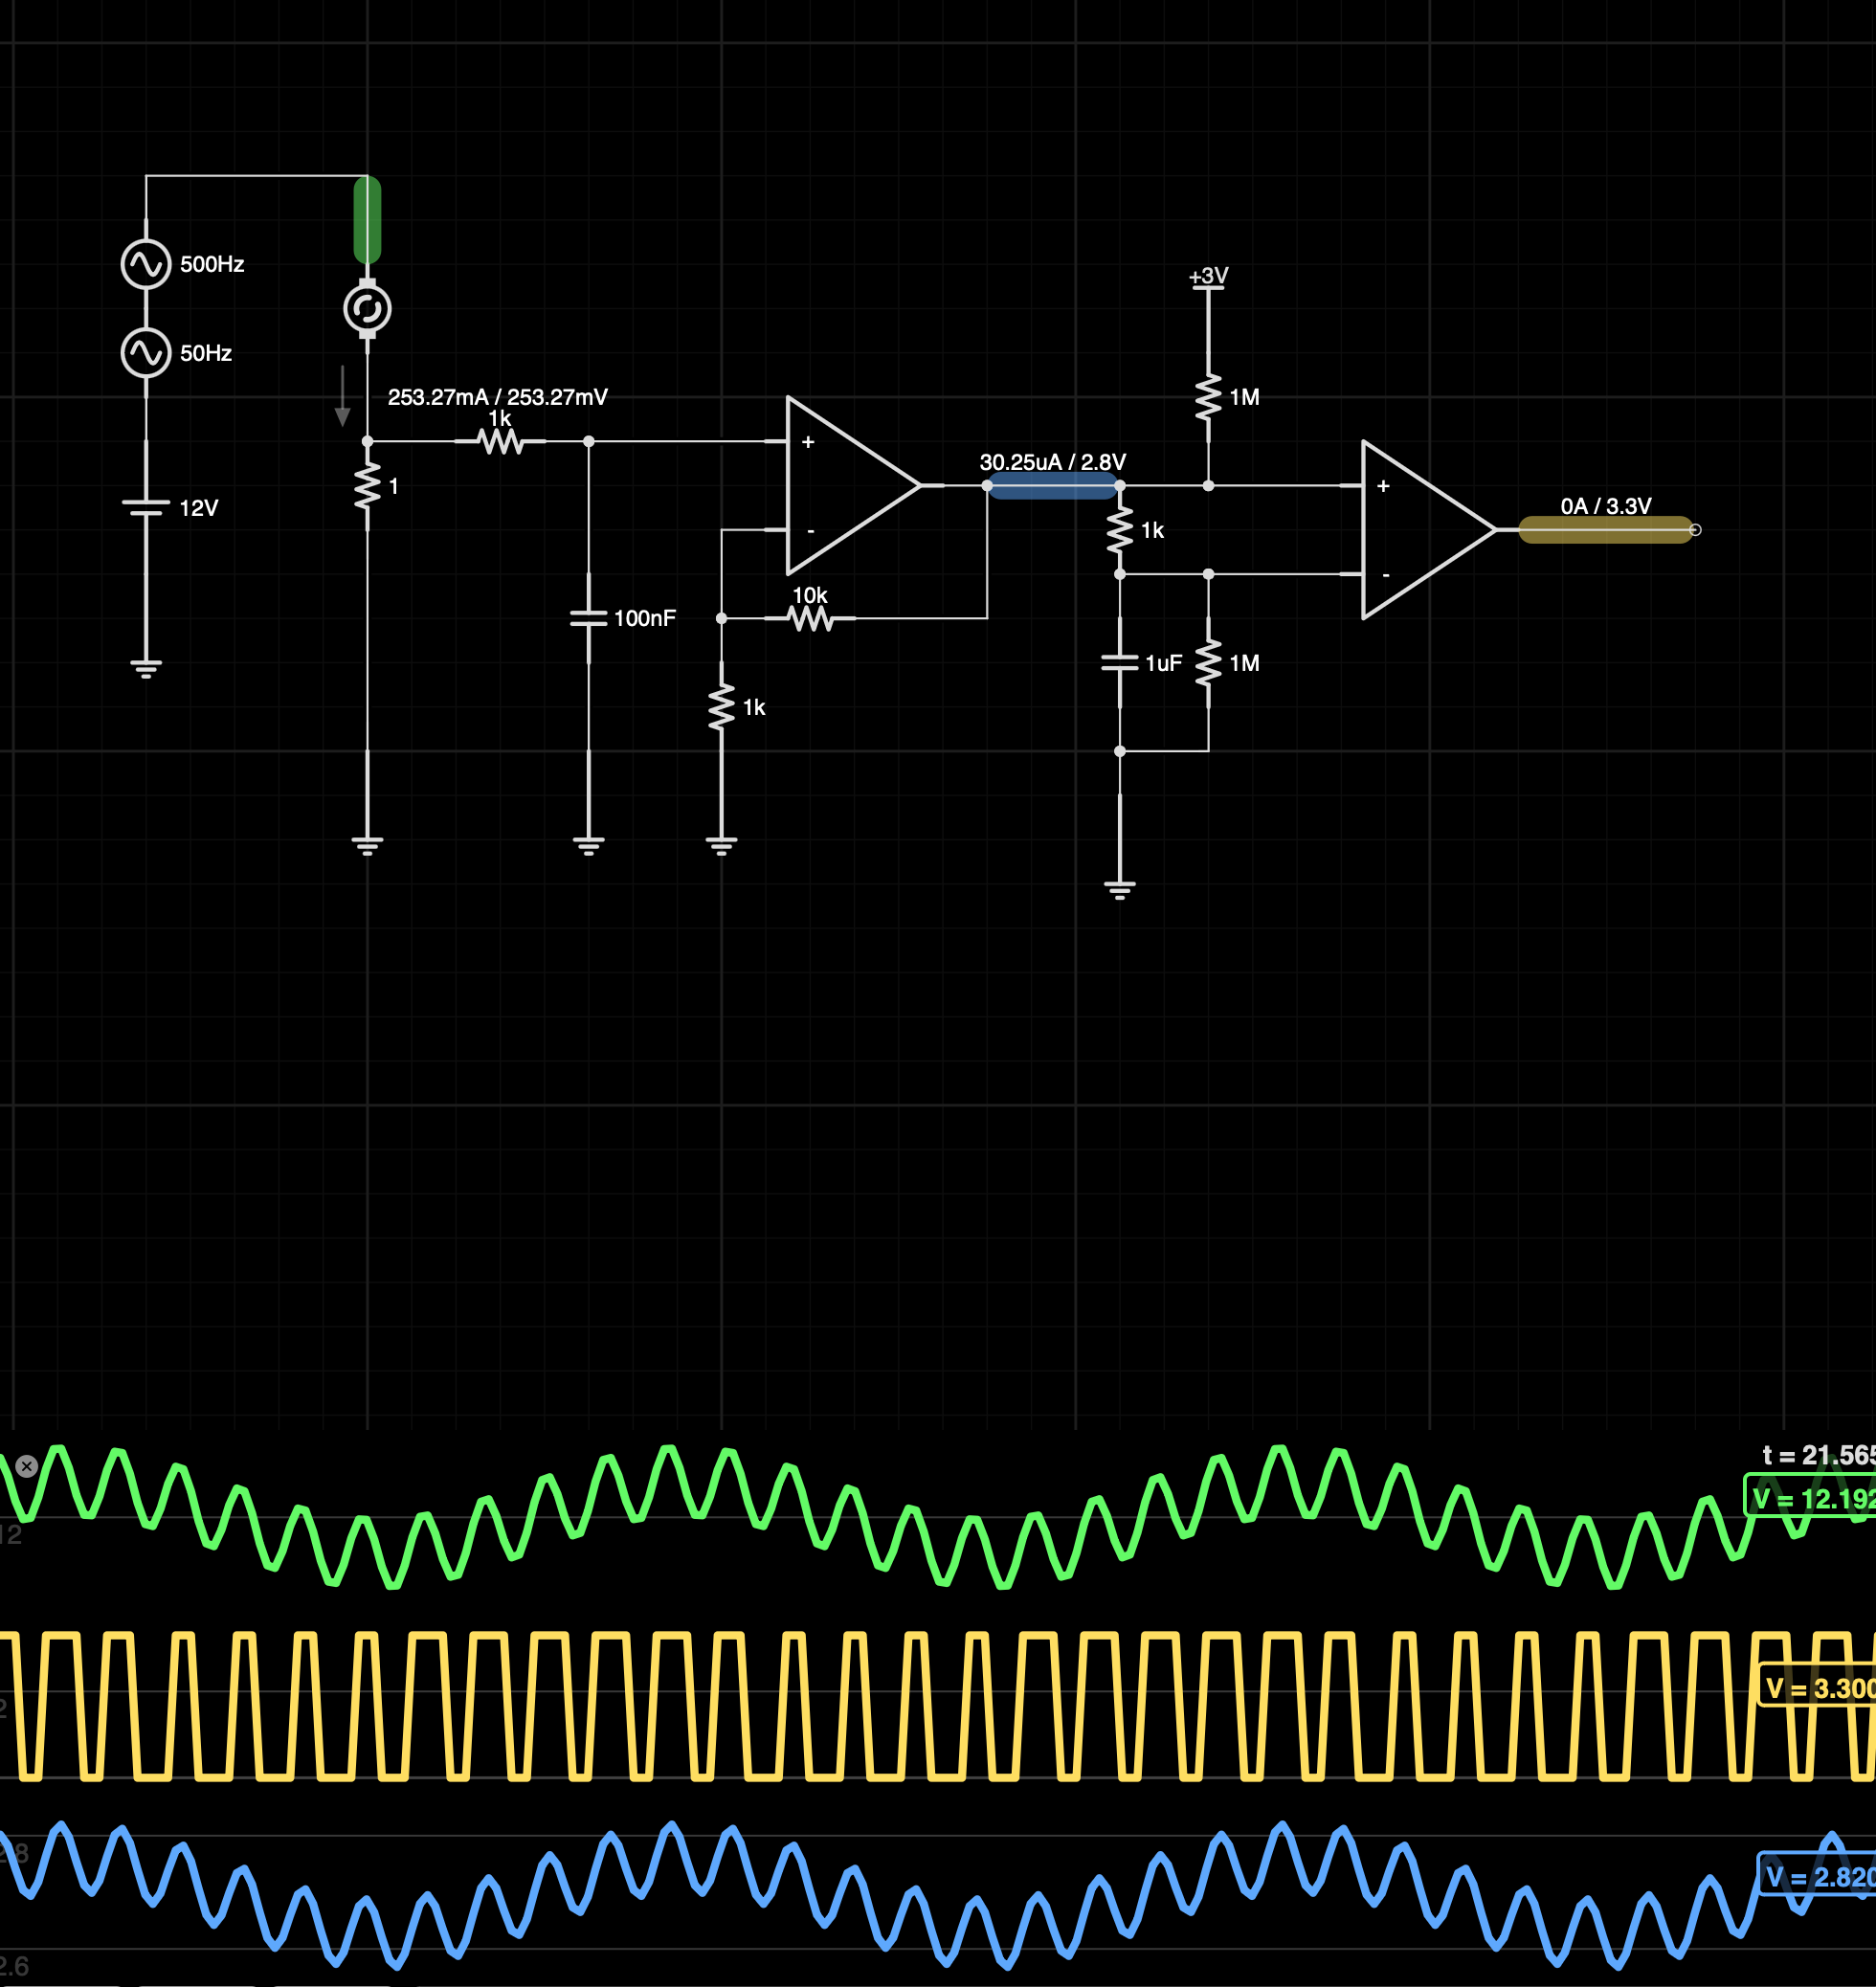 500Hz
50Hz
12V
253.27mA / 253.27mV
1k
1
100nF
+
-
10k
1k
30.25uA / 2.8V
+3V
1M
1k
1uF
1M
+
-
0A / 3.3V
t = 21.565
V = 12.192
12
V = 3.300
2
V = 2.820
2.8
2.6